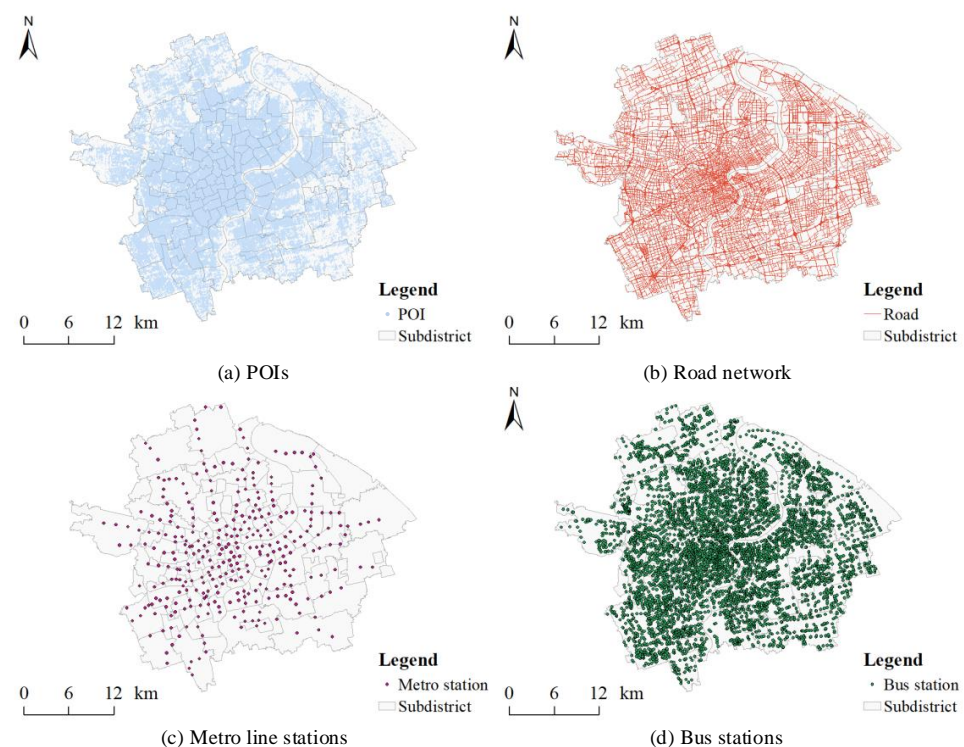 N
N
Legend
POI
Subdistrict
0 6 12 km
Legend
Road
Subdistrict
0 6 12 km
(a) POIs
(b) Road network
N
Legend
Metro station
Subdistrict
0 6 12 km
Legend
Bus station
Subdistrict
0 6 12 km
(c) Metro line stations
(d) Bus stations